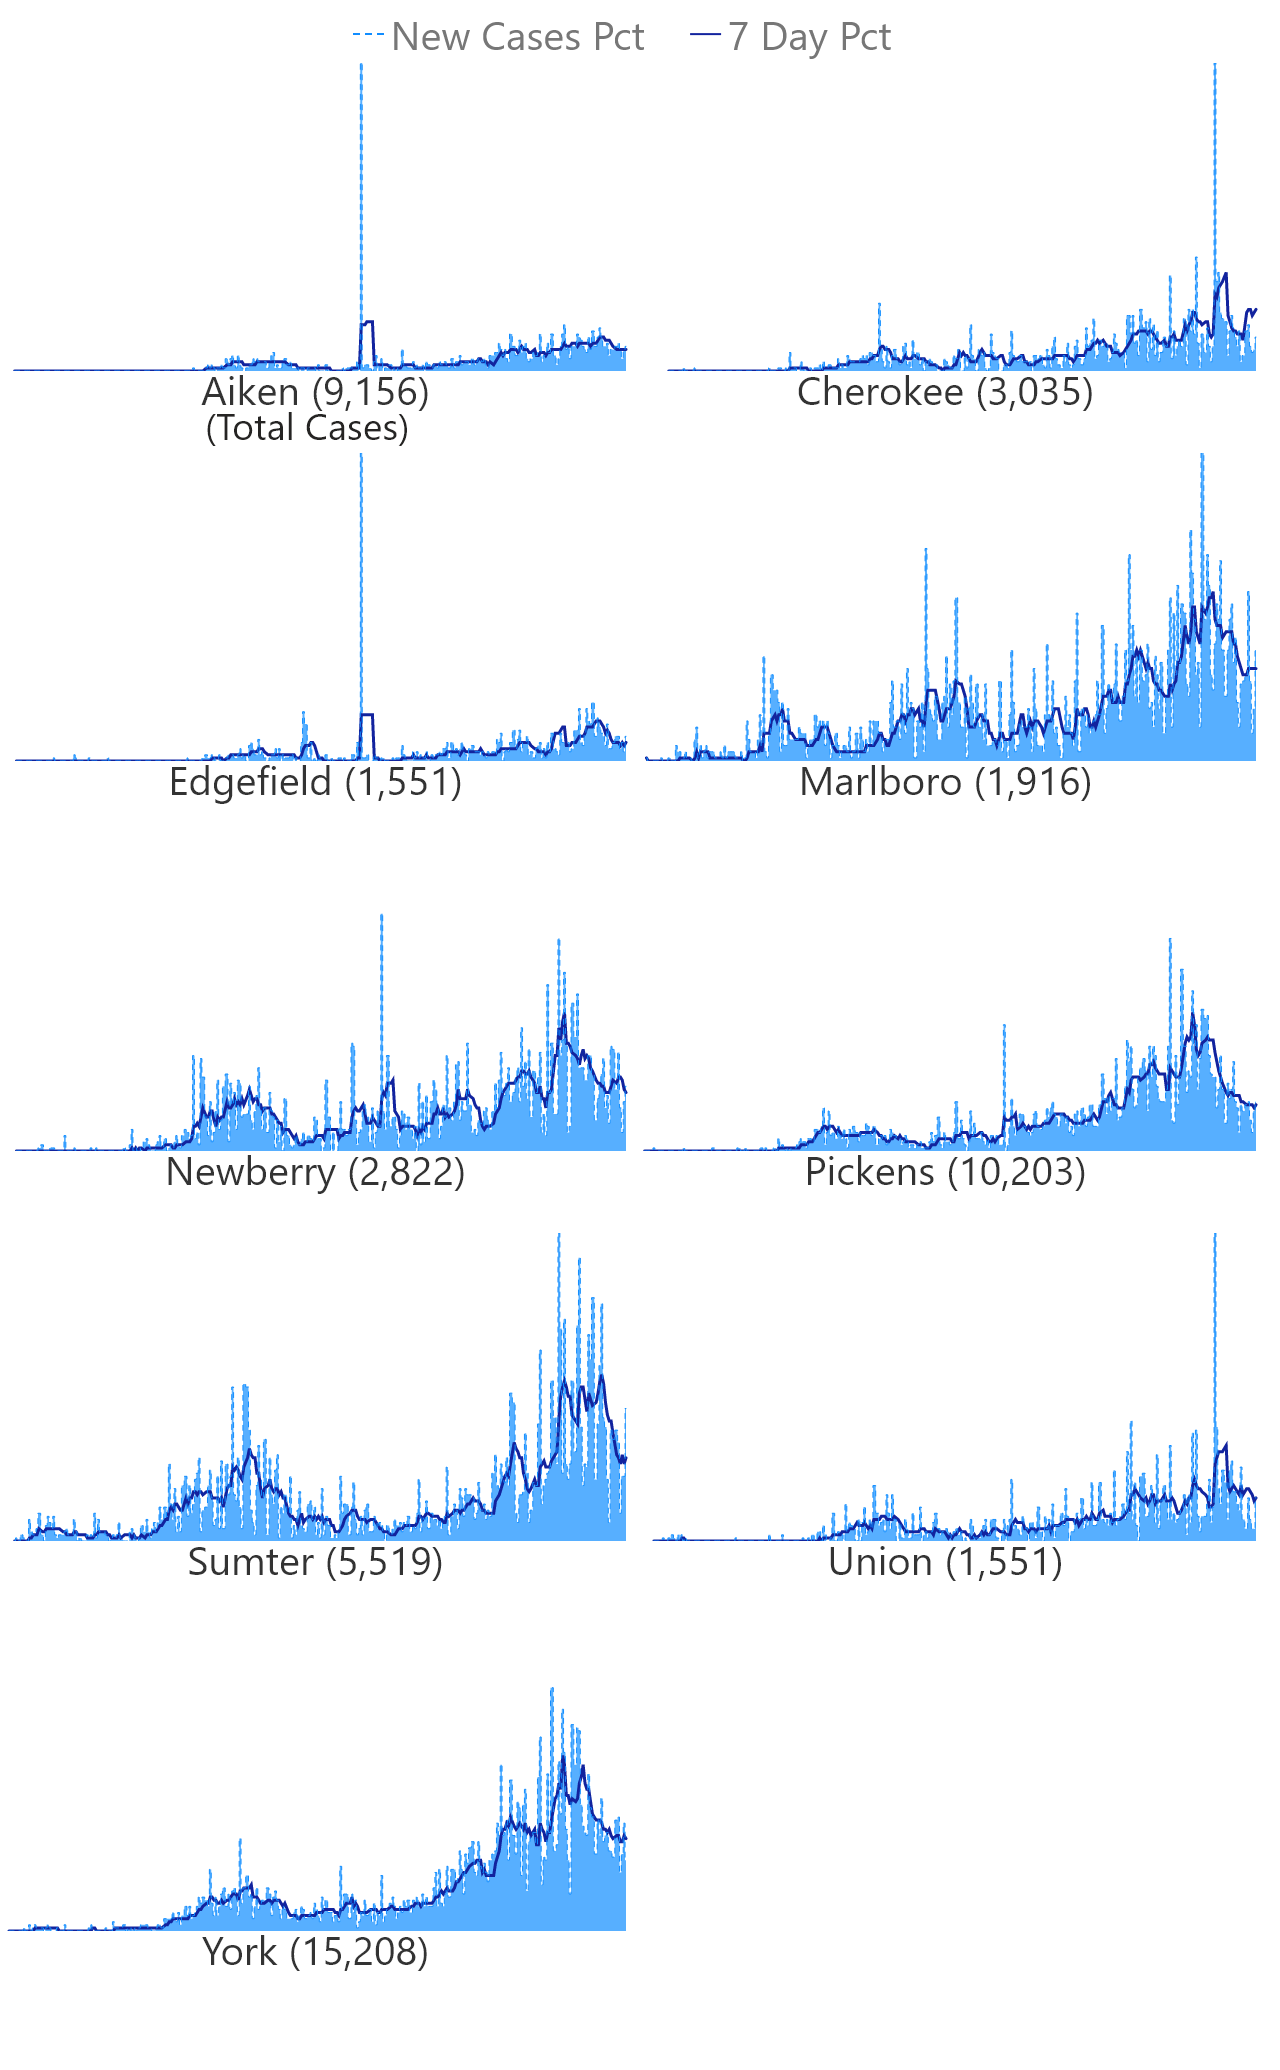 New Cases Pct 7 Day Pct
Aiken (9,156) Cherokee (3,035)
(Total Cases)
Edgefield (1,551) Marlboro (1,916)
Newberry (2,822) Pickens (10,203)
Sumter (5,519) Union (1,551)
York (15,208)